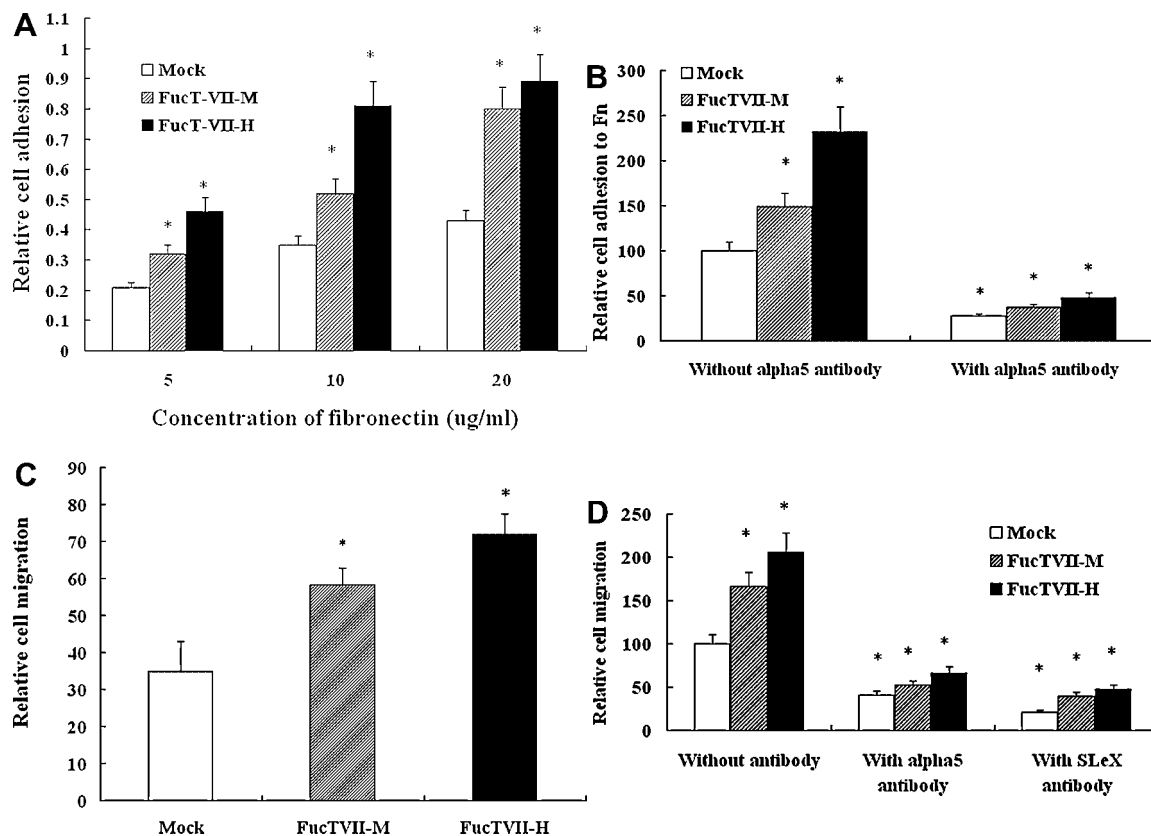 A
Relative cell adhesion
1.1
1
0.9
0.8
0.7
0.6
0.5
0.4
0.3
0.2
0.1
0
Mock
FucT-VII-M
FucT-VII-H
* *
* *
* *
5 10 20
Concentration of fibronectin (ug/ml)
B
Relative cell adhesion to Fn
300
250
200
150
100
50
0
Mock
FucTVII-M
FucTVII-H
* *
* * *
Without alpha5 antibody With alpha5 antibody
C
Relative cell migration
90
80
70
60
50
40
30
20
10
0
* *
Mock FucTVII-M FucTVII-H
D
Relative cell migration
250
200
150
100
50
0
Mock
FucTVII-M
FucTVII-H
* *
* * *
* * *
Without antibody With alpha5 With SLeX
antibody antibody